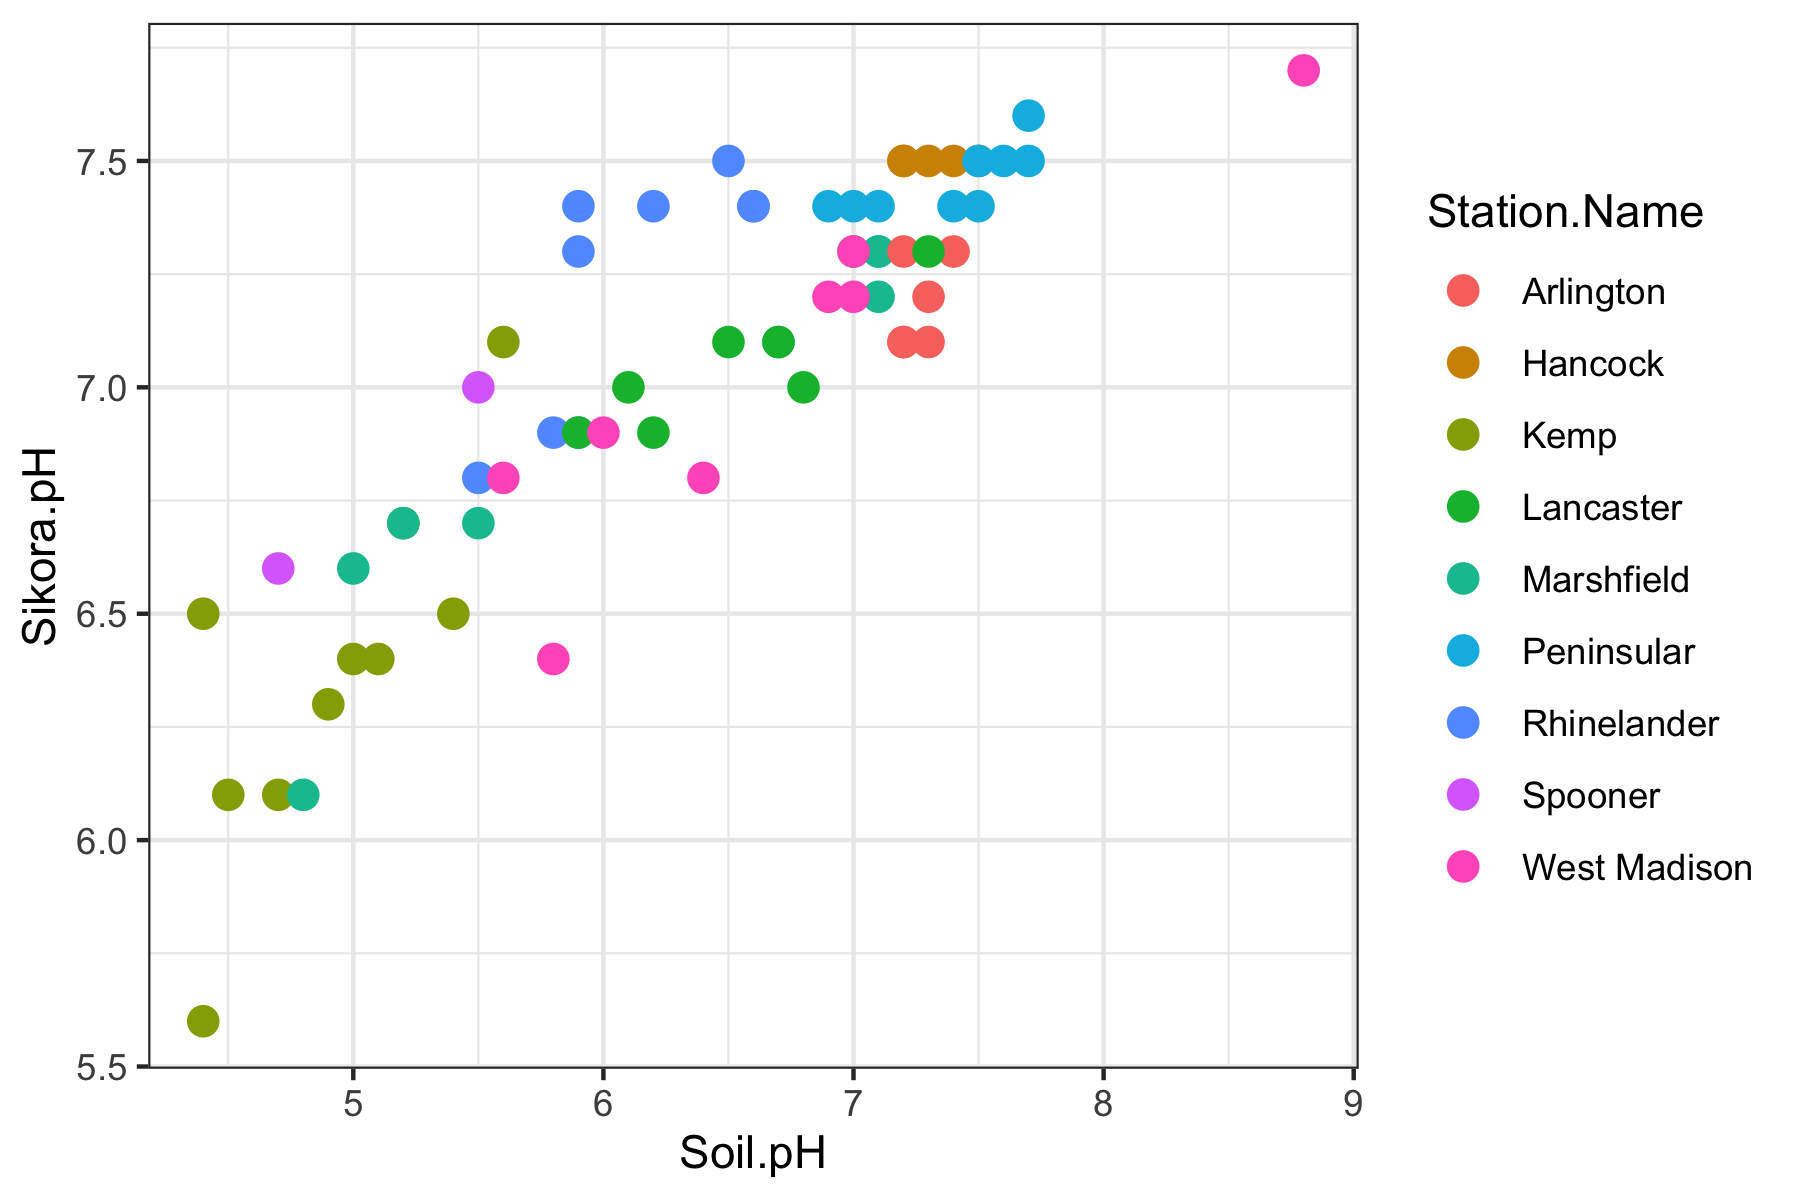 Sikora.pH
7.5
7.0
6.5
6.0
5.5
5 6 7 8 9
Soil.pH
Station.Name
Arlington
Hancock
Kemp
Lancaster
Marshfield
Peninsular
Rhinelander
Spooner
West Madison